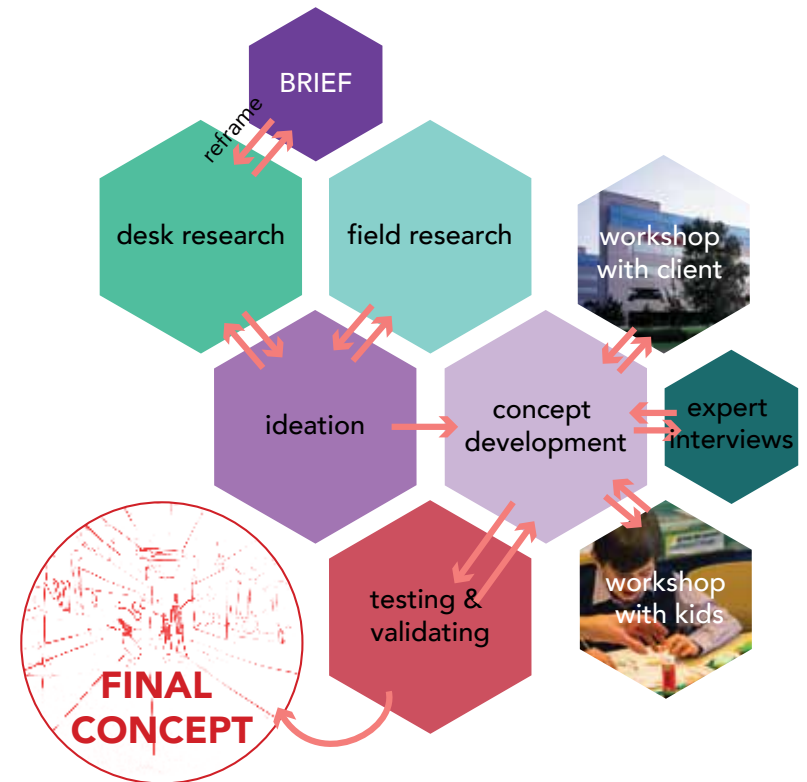 BRIEF
reframe
desk research
field research
workshop
with client
ideation
concept
development
expert
interviews
testing &
validating
workshop
with kids
FINAL
CONCEPT